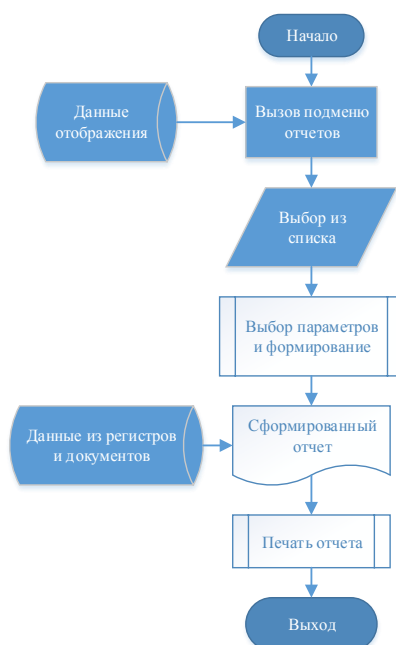 Начало
Данные
отображения
Вызов подменю
отчетов
Выбор из
списка
Выбор параметров
и формирование
Данные из регистров
и документов
Сформированный
отчет
Печать отчета
Выход